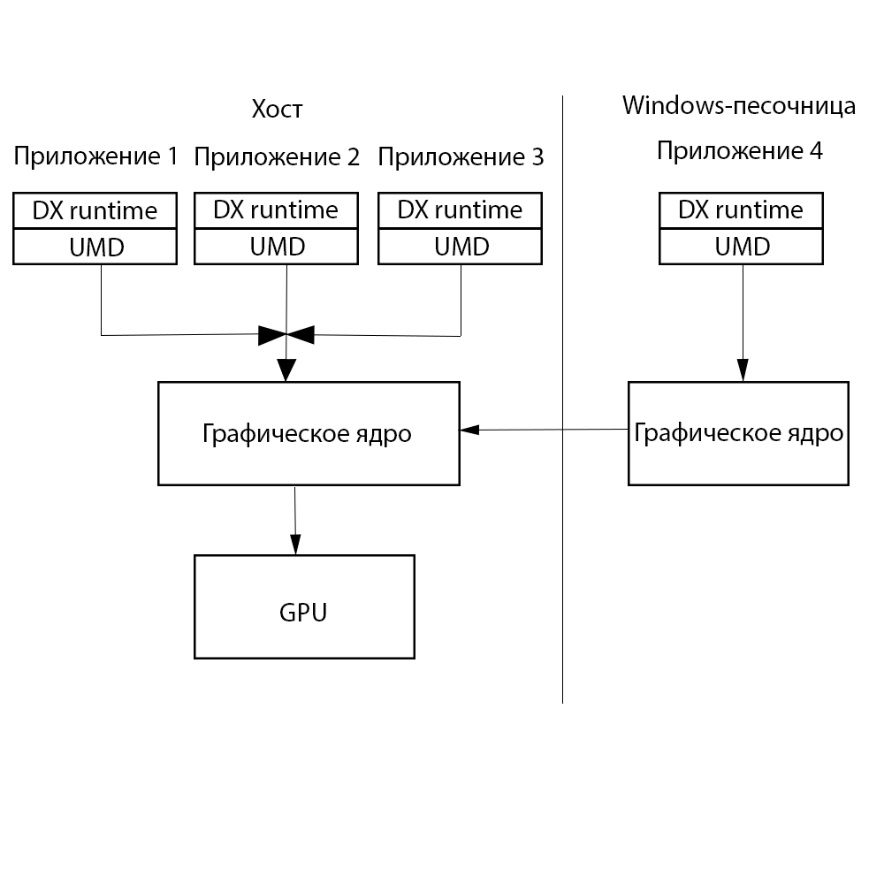 Хост
Windows-песочница
Приложение 1
Приложение 2
Приложение 3
Приложение 4
DX runtime
UMD
DX runtime
UMD
DX runtime
UMD
DX runtime
UMD
Графическое ядро
Графическое ядро
GPU